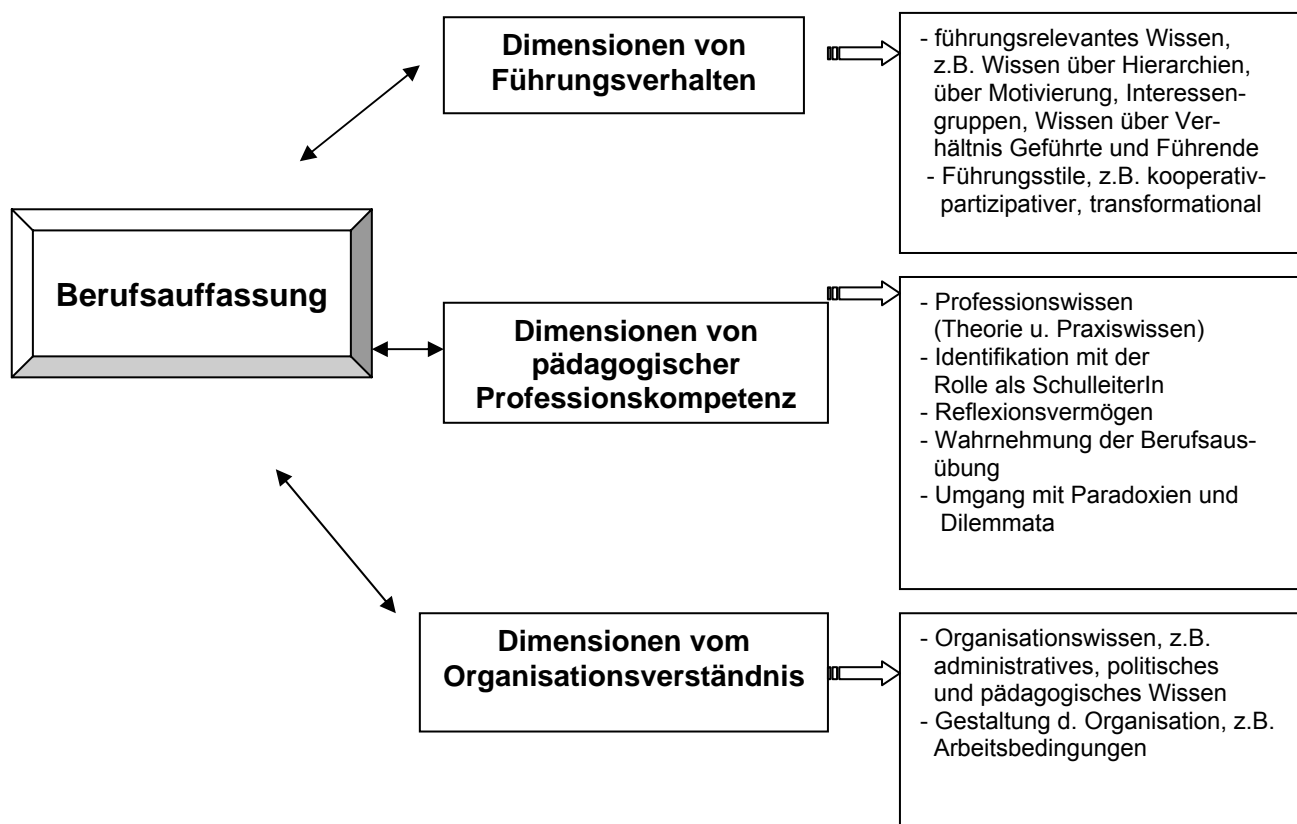 Berufsauffassung
Dimensionen von
Führungsverhalten
- führungsrelevantes Wissen,
z.B. Wissen über Hierarchien,
über Motivierung, Interessen-
gruppen, Wissen über Ver-
hältnis Geführte und Führende
- Führungsstile, z.B. kooperativ-
partizipativer, transformational
Dimensionen von
pädagogischer
Professionskompetenz
- Professionswissen
(Theorie u. Praxiswissen)
- Identifikation mit der
Rolle als SchulleiterIn
- Reflexionsvermögen
- Wahrnehmung der Berufsaus-
übung
- Umgang mit Paradoxien und
Dilemmata
Dimensionen vom
Organisationsverständnis
- Organisationswissen, z.B.
administratives, politisches
und pädagogisches Wissen
- Gestaltung d. Organisation, z.B.
Arbeitsbedingungen